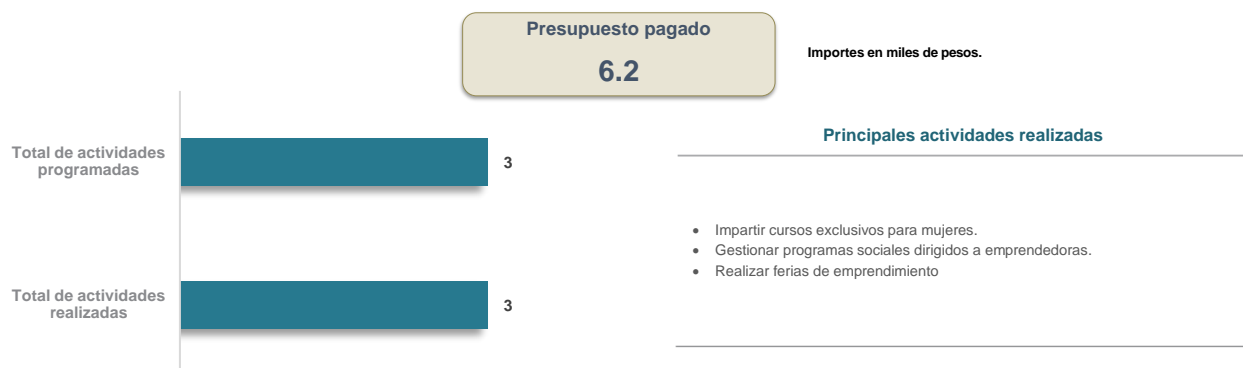 Presupuesto pagado
6.2
Importes en miles de pesos.
Total de actividades
programadas
3
Total de actividades
realizadas
3
Principales actividades realizadas
• Impartir cursos exclusivos para mujeres.
• Gestionar programas sociales dirigidos a emprendedoras.
• Realizar ferias de emprendimiento